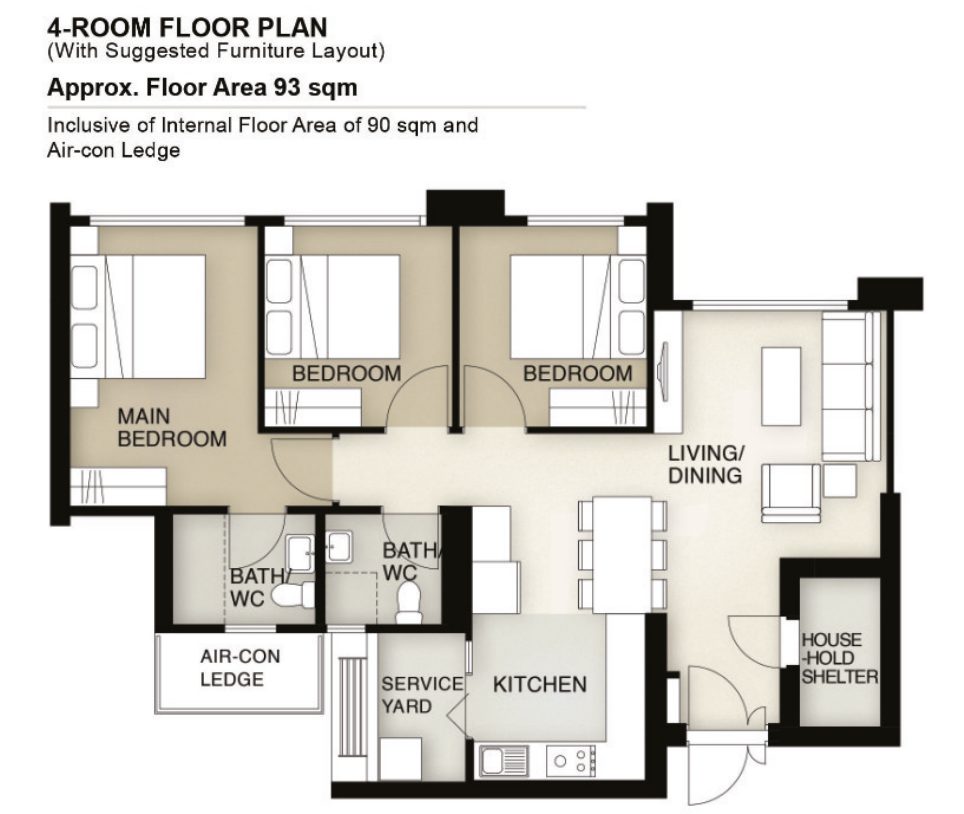 4-ROOM FLOOR PLAN
(With Suggested Furniture Layout)
Approx. Floor Area 93 sqm
Inclusive of Internal Floor Area of 90 sqm and
Air-con Ledge
BEDROOM
BEDROOM
MAIN
BEDROOM
LIVING/
DINING
BATH/
WC
BATH/
WC
AIR-CON
LEDGE
SERVICE
YARD
KITCHEN
HOUSE
-HOLD
SHELTER